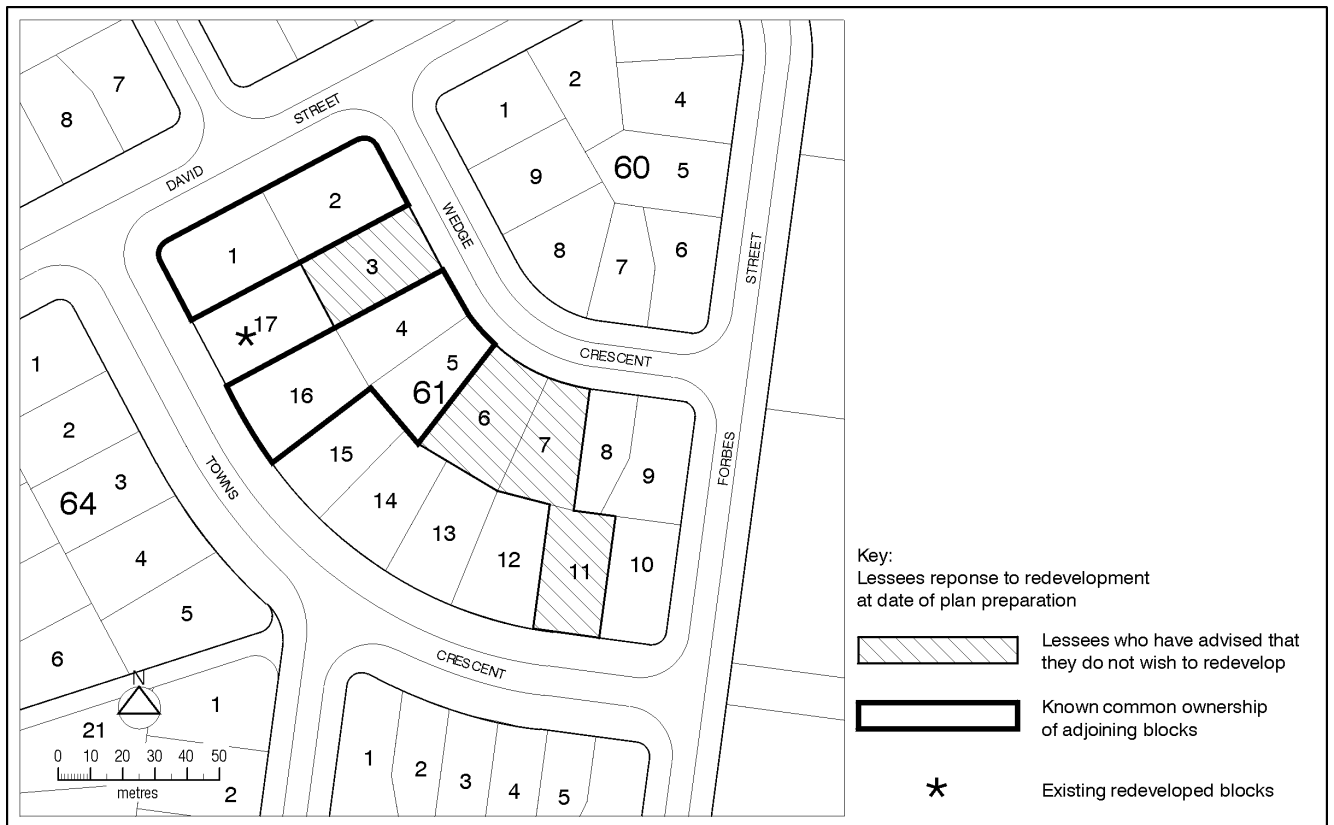 7
8
STREET
DAVID
1
2
4
9
60
5
8
7
6
WEDGE
STREET
2
1
3
17
*
4
5
61
16
15
14
13
12
6
7
8
9
11
10
CRESCENT
FORBES
TOWNS
CRESCENT
1
2
64
3
4
5
6
N
1
21
2
0 10 20 30 40 50
metres
1
2
3
4
5
Key:
Lessees reponse to redevelopment
at date of plan preparation
Lessees who have advised that
they do not wish to redevelop
Known common ownership
of adjoining blocks
* Existing redeveloped blocks